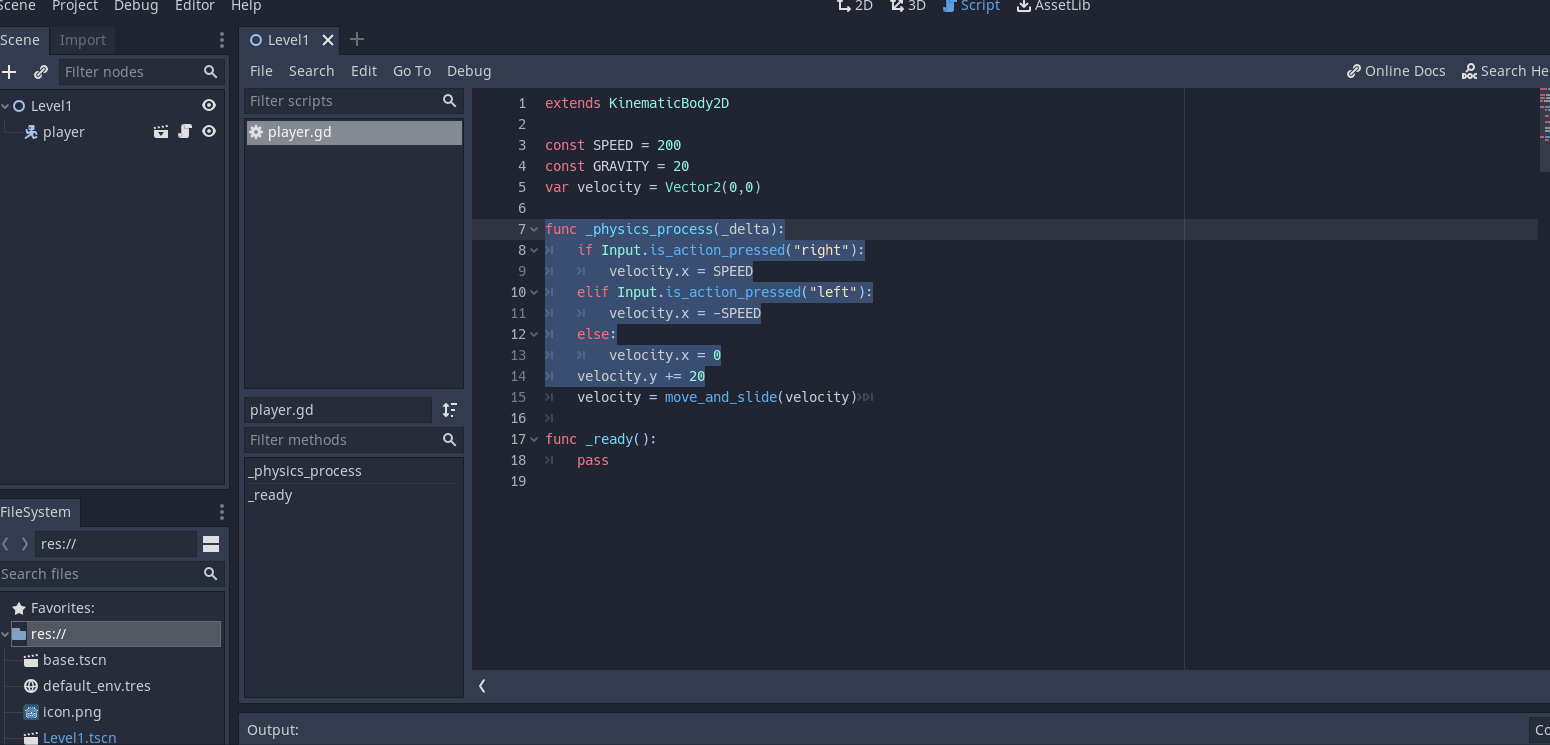 Scene Project Debug Editor Help 2D 3D Script AssetLib
Scene Import Level1
Filter nodes File Search Edit Go To Debug Online Docs Search He
Level1
player
Filter scripts
player.gd
player.gd
Filter methods
_physics_process
_ready
1 extends KinematicBody2D
2
3 const SPEED = 200
4 const GRAVITY = 20
5 var velocity = Vector2(0,0)
6
7 func _physics_process(_delta):
8 if Input.is_action_pressed("right"):
9 velocity.x = SPEED
10 elif Input.is_action_pressed("left"):
11 velocity.x = -SPEED
12 else:
13 velocity.x = 0
14 velocity.y += 20
15 velocity = move_and_slide(velocity)
16
17 func _ready():
18 pass
19
FileSystem
res://
Search files
Favorites:
res://
base.tscn
default_env.tres
icon.png
Level1.tscn
Output: Co